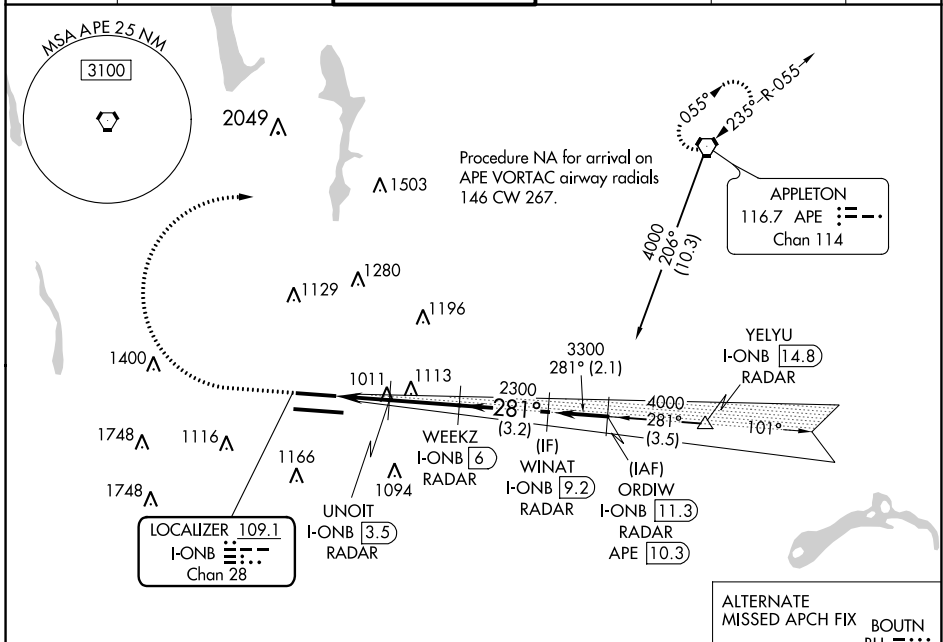 MSA APE 25 NM
3100
2049
1503
Procedure NA for arrival on
APE VORTAC airway radials
146 CW 267.
055°
235°
R-055
APPLETON
116.7 APE
Chan 114
4000
206°
(10.3)
1129
1280
1196
1400
1011
1113
2300
281°
(3.2)
3300
281° (2.1)
4000
281°
(3.5)
101°
YELYU
I-ONB 14.8
RADAR
1748
1116
1166
1094
1748
WEEKZ
I-ONB 6
RADAR
(IF)
WINAT
I-ONB 9.2
RADAR
(IAF)
ORDIW
I-ONB 11.3
RADAR
APE 10.3
UNOIT
I-ONB 3.5
RADAR
LOCALIZER 109.1
I-ONB
Chan 28
ALTERNATE
MISSED APCH FIX
BOUTN